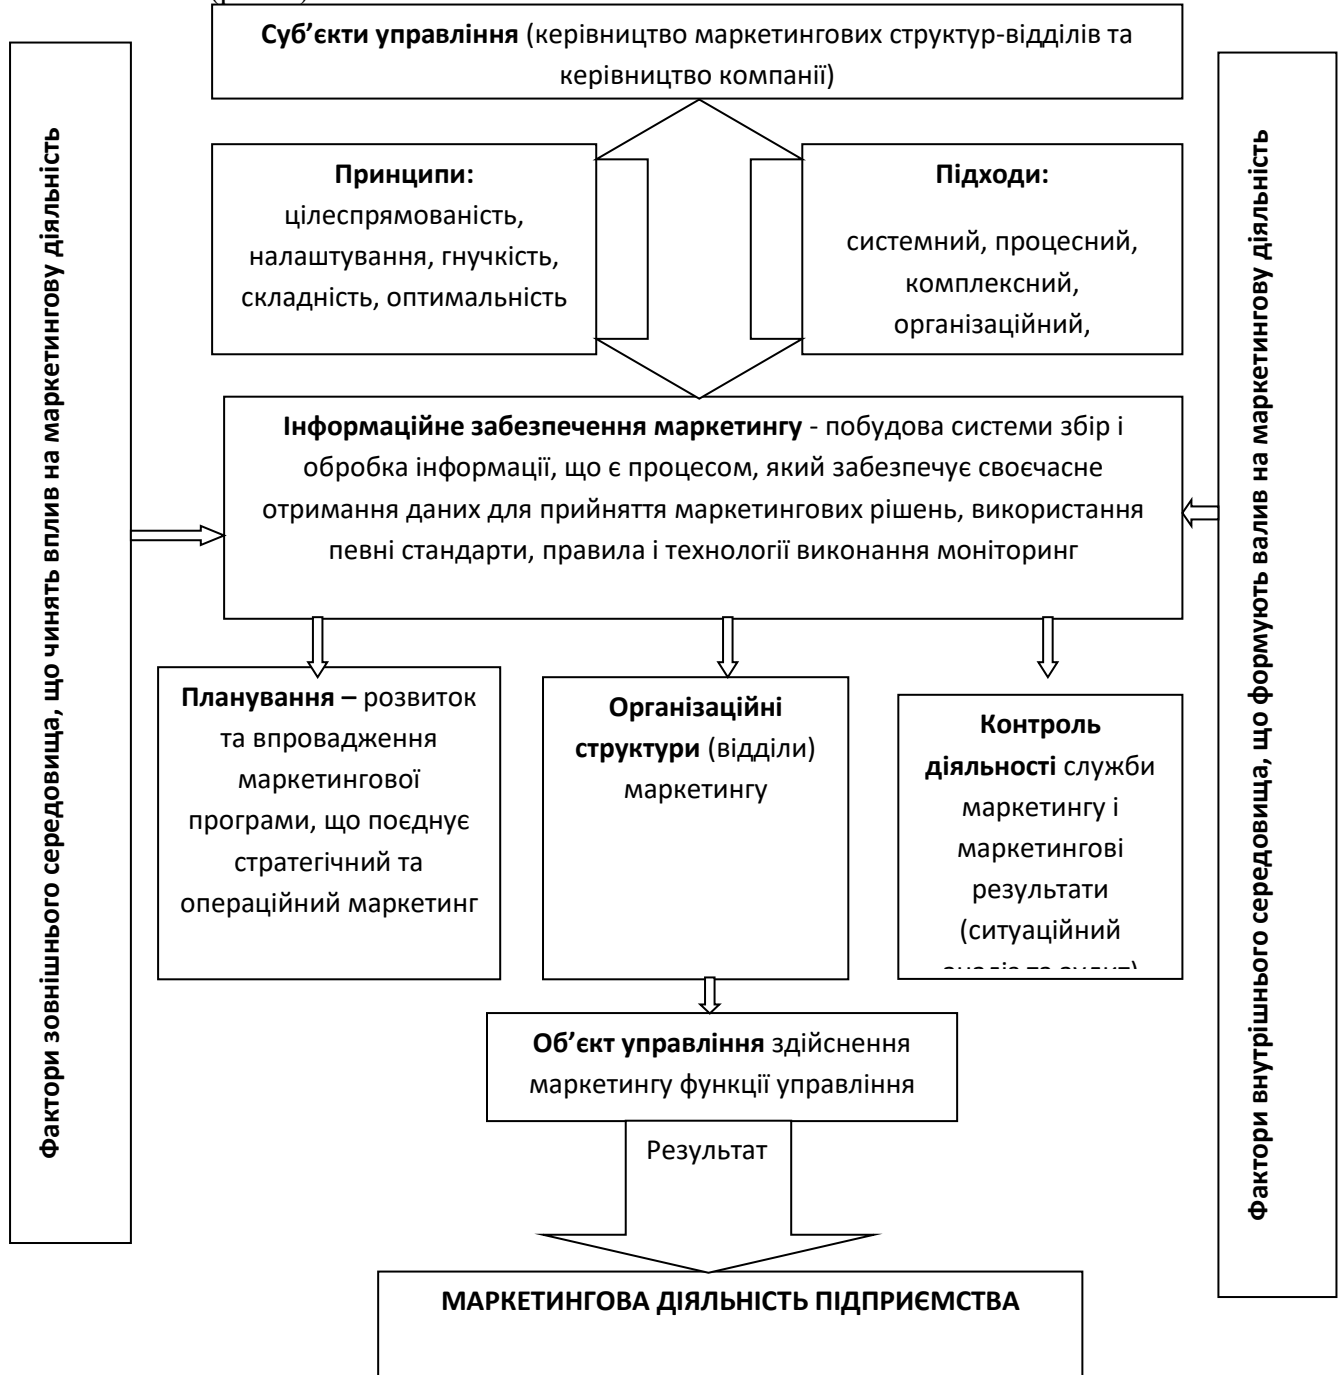 Суб’єкти управління (керівництво маркетингових структур-відділів та
керівництво компанії)
Фактори зовнішнього середовища, що чинять вплив на маркетингову діяльність
Принципи:
цілеспрямованість,
налаштування, гнучкість,
складність, оптимальність
Підходи:
системний, процесний,
комплексний,
організаційний,
Фактори внутрішнього середовища, що формують валив на маркетингову діяльність
Інформаційне забезпечення маркетингу - побудова системи збір і
обробка інформації, що є процесом, який забезпечує своєчасне
отримання даних для прийняття маркетингових рішень, використання
певні стандарти, правила і технології виконання моніторинг
Планування – розвиток
та впровадження
маркетингової
програми, що поєднує
стратегічний та
операційний маркетинг
Організаційні
структури (відділи)
маркетингу
Контроль
діяльності служби
маркетингу і
маркетингові
результати
(ситуаційний
Об’єкт управління здійснення
маркетингу функції управління
Результат
МАРКЕТИНГОВА ДІЯЛЬНІСТЬ ПІДПРИЄМСТВА